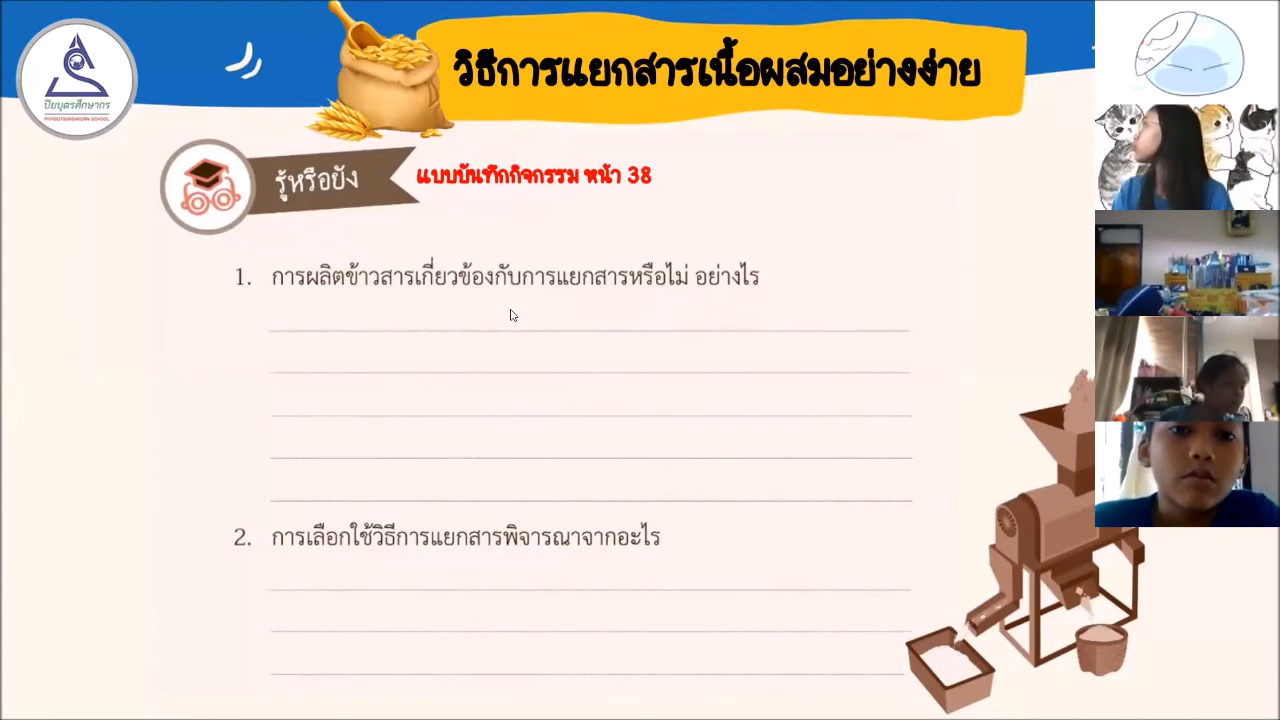 วิธีการแยกสารเนื้อผสมอย่างง่าย
ปิยบุตรศึกษากร
PIYABUTSUKSAKORN SCHOOL
รู้หรือยัง
แบบบันทึกกิจกรรม หน้า 38
1. การผลิตข้าวสารเกี่ยวข้องกับการแยกสารหรือไม่ อย่างไร
2. การเลือกใช้วิธีการแยกสารพิจารณาจากอะไร